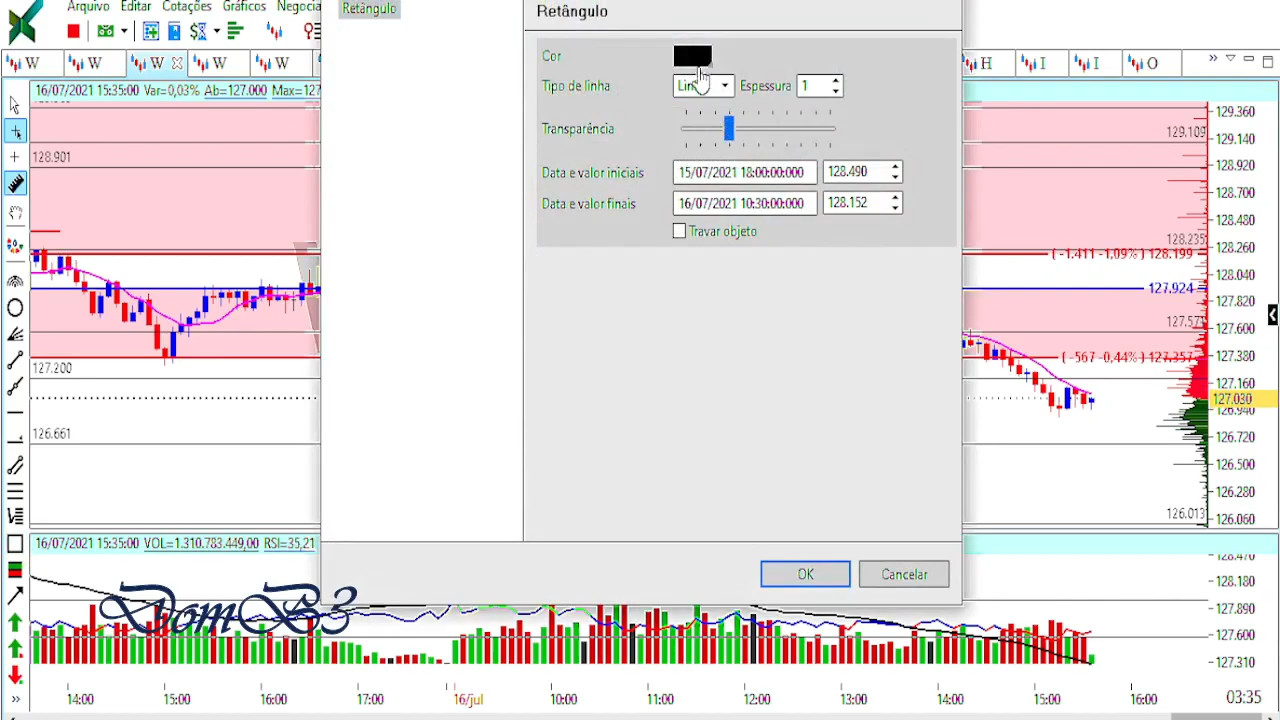 Arquivo Editar Cotações Gráficos Negocia
Retângulo
Retângulo
W W W W W H I I O
16/07/2021 15:35:00 Var=0,03% Ab=127.000 Max=127
Cor
Tipo de linha
Espessura 1
Transparência
Data e valor iniciais 15/07/2021 18:00:00:000 128.490
Data e valor finais 16/07/2021 10:30:00:000 128.152
Travar objeto
OK
Cancelar
128.901
127.200
126.661
129.109
128.235
( -1.411 -1,09% ) 128.199
127.924
127.57
( -567 -0,44% ) 127.357
126.013
129.360
129.140
128.920
128.700
128.480
128.260
128.040
127.820
127.600
127.380
127.160
127.030
126.940
126.720
126.500
126.280
126.060
16/07/2021 15:35:00 VOL=1.310.783.449,00 RSI=35,21
128.470
128.180
127.890
127.600
127.310
DomB3
14:00 15:00 16:00 17:00 16/jul 10:00 11:00 12:00 13:00 14:00 15:00 16:00
03:35